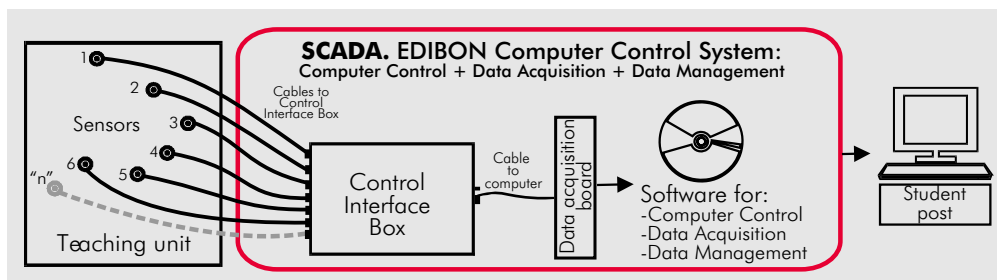 SCADA. EDIBON Computer Control System:
Computer Control + Data Acquisition + Data Management
1
2
Sensors
3
4
6
5
"n"
Teaching unit
Cables to
Control
Interface Box
Control
Interface
Box
Cable
to
computer
Data acquisition
board
Software for:
-Computer Control
-Data Acquisition
-Data Management
Student
post